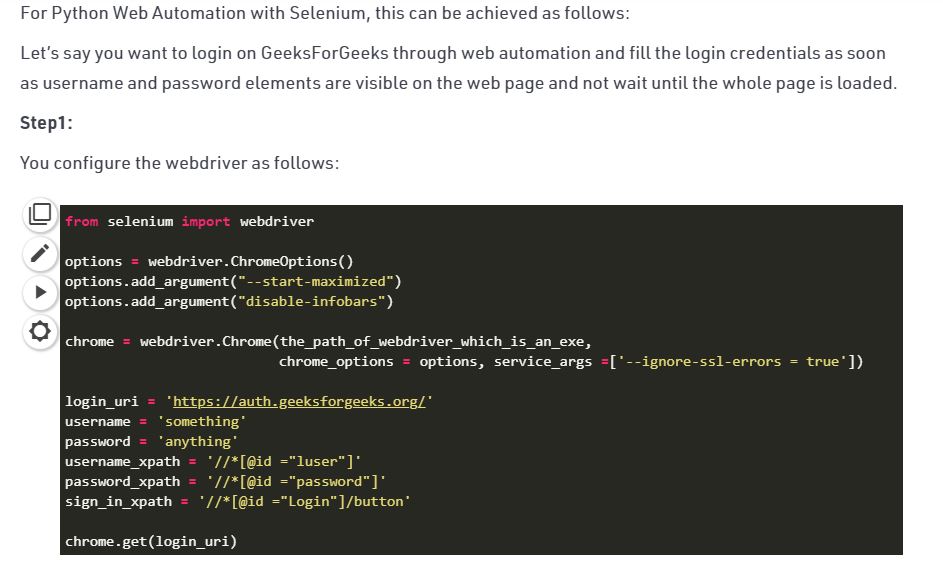 For Python Web Automation with Selenium, this can be achieved as follows:
Let’s say you want to login on GeeksForGeeks through web automation and fill the login credentials as soon
as username and password elements are visible on the web page and not wait until the whole page is loaded.
Step1:
You configure the webdriver as follows:
from selenium import webdriver
options = webdriver.ChromeOptions()
options.add_argument("--start-maximized")
options.add_argument("disable-infobars")
chrome = webdriver.Chrome(the_path_of_webdriver_which_is_an_exe,
chrome_options = options, service_args =['--ignore-ssl-errors = true'])
login_uri = 'https://auth.geeksforgeeks.org/'
username = 'something'
password = 'anything'
username_xpath = '//*[@id ="luser"]'
password_xpath = '//*[@id ="password"]'
sign_in_xpath = '//*[@id ="Login"]/button'
chrome.get(login_uri)